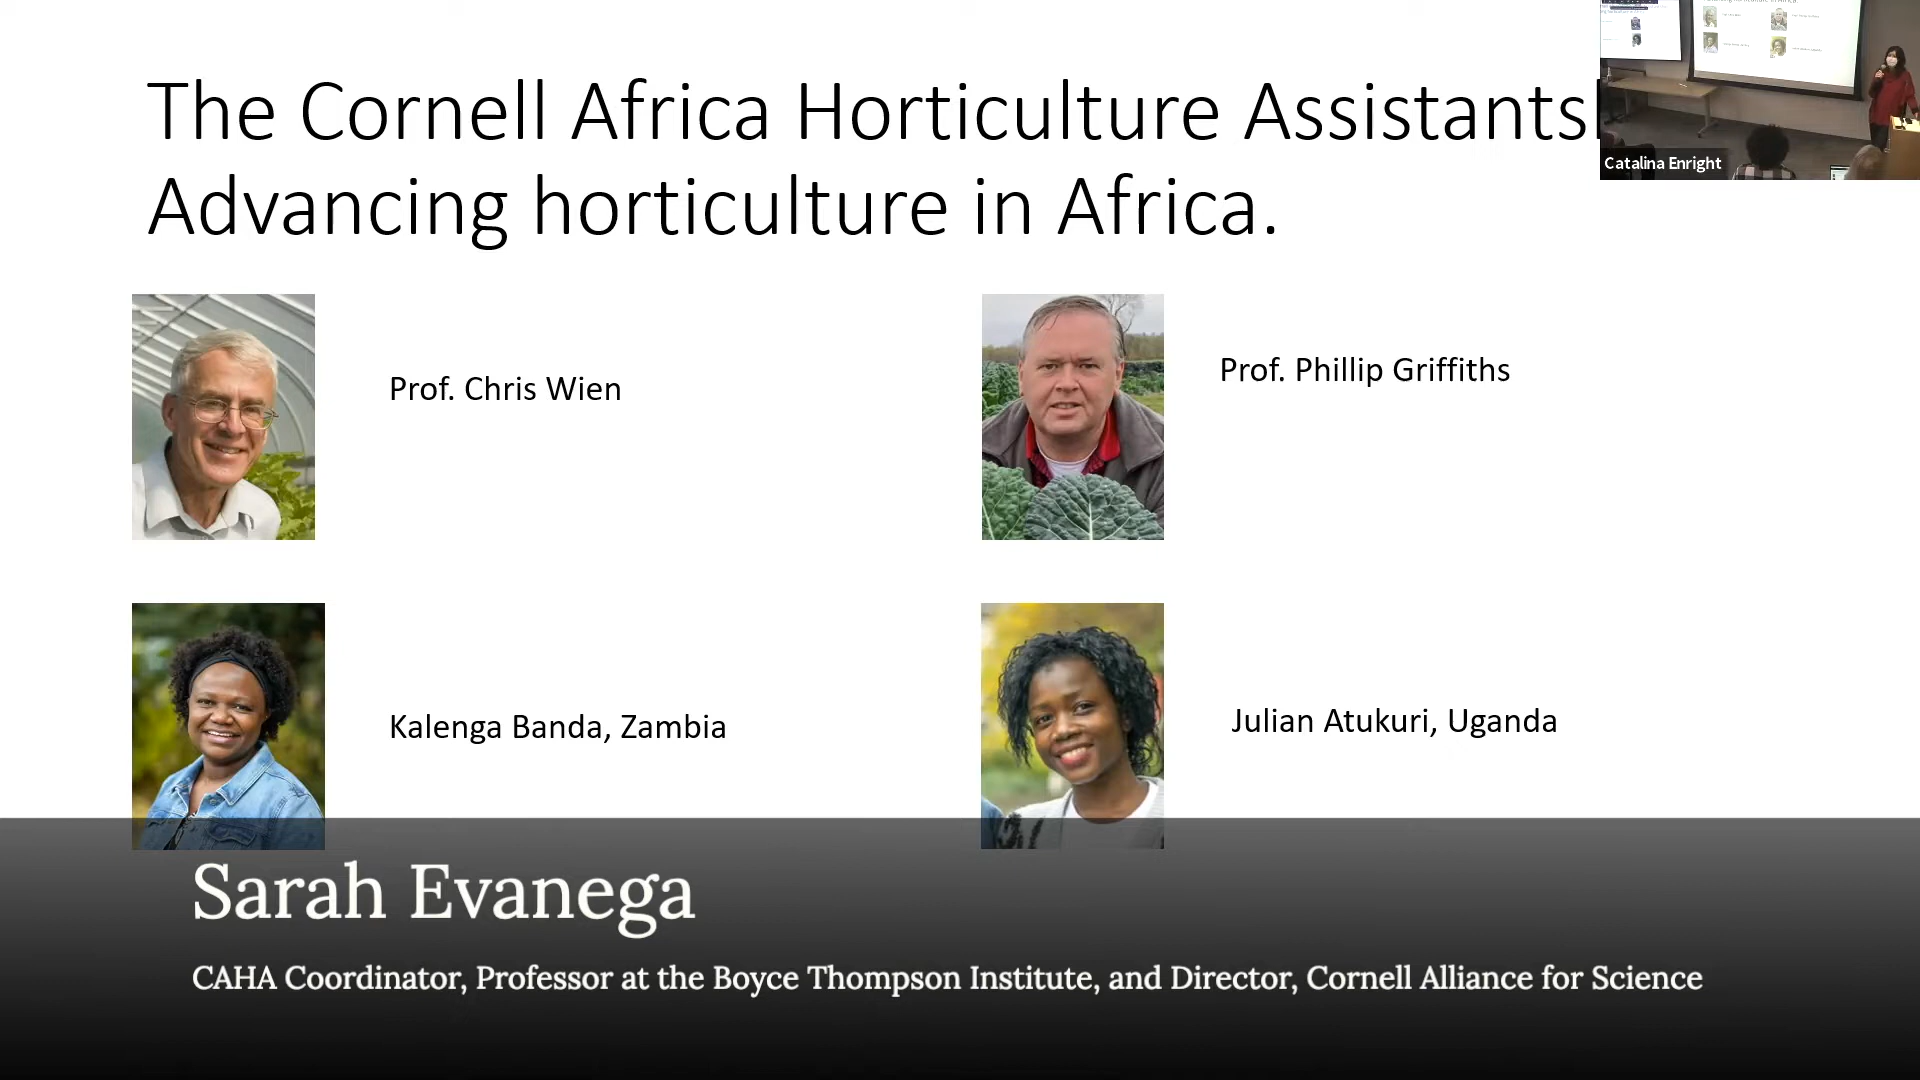 The Cornell Africa Horticulture Assistants
Advancing horticulture in Africa.
Catalina Enright
Prof. Chris Wien
Prof. Phillip Griffiths
Kalenga Banda, Zambia
Julian Atukuri, Uganda
Sarah Evanega
CAHA Coordinator, Professor at the Boyce Thompson Institute, and Director, Cornell Alliance for Science